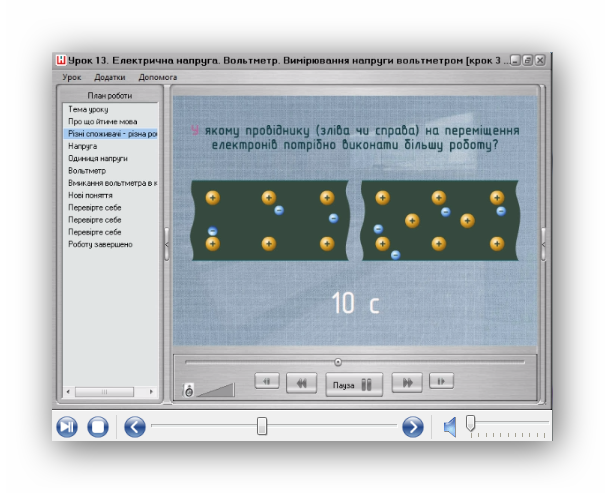 Урок 13. Електрична напруга. Вольтметр. Вимірювання напруги вольтметром [крок 3 ...
Урок Додатки Допомога
План роботи
Тема уроку
Про що йтиме мова
Різні споживачі - різна ро
Напруга
Одиниця напруги
Вольтметр
Вмикання вольтметра в к
Нові поняття
Перевірте себе
Перевірте себе
Перевірте себе
Роботу завершено
У якому провіднику (зліва чи справа) на переміщення
електронів потрібно виконати більшу роботу?
10 с
Пауза